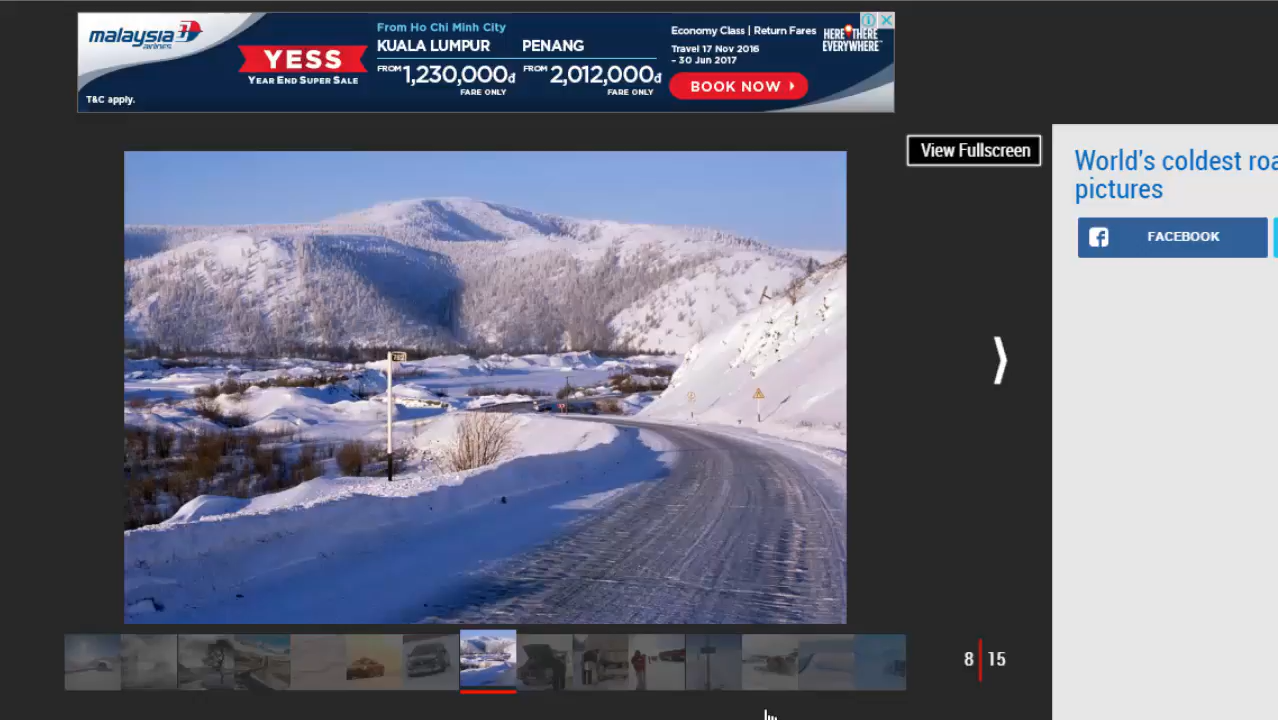 malaysia
airlines
YESS
YEAR END SUPER SALE
T&C apply.
From Ho Chi Minh City
KUALA LUMPUR
FROM 1,230,000đ
FARE ONLY
PENANG
FROM 2,012,000đ
FARE ONLY
Economy Class | Return Fares
Travel 17 Nov 2016
- 30 Jun 2017
BOOK NOW
HERE THERE
EVERYWHERE™
View Fullscreen
World's coldest roa
pictures
FACEBOOK
8 | 15